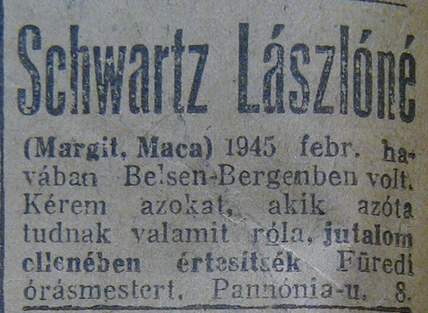 Schwartz Lászlóné
(Margit, Maca) 1945 febr. ha-
vában Belsen-Bergenben volt.
Kérem azokat, akik azóta
tudnak valamit róla, jutalom
ellenében értesítsék Füredi
órásmestert, Pannónia-u. 8.